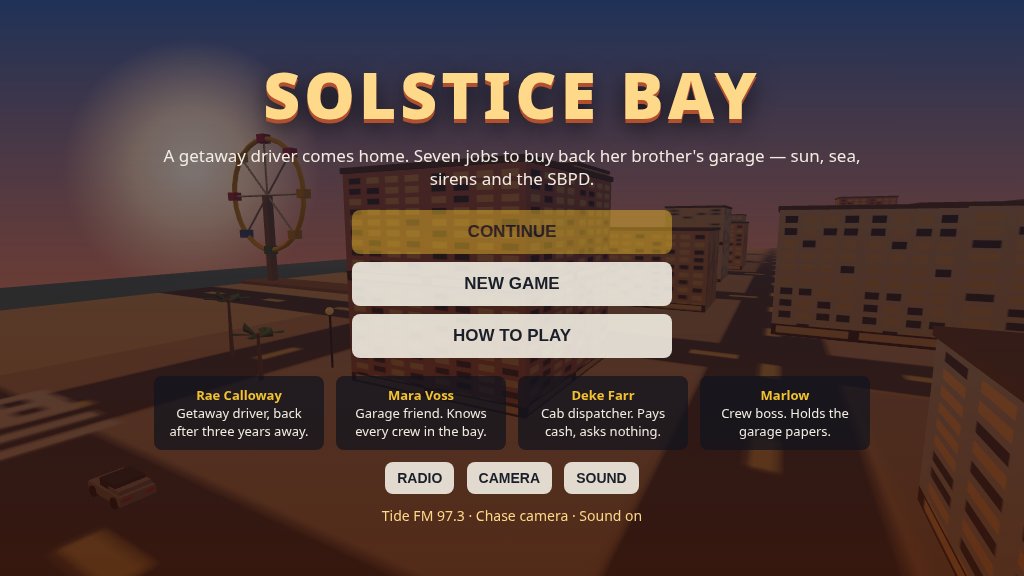 SOLSTICE BAY
A getaway driver comes home. Seven jobs to buy back her brother's garage — sun, sea,
sirens and the SBPD.
CONTINUE
NEW GAME
HOW TO PLAY
Rae Calloway
Getaway driver, back
after three years away.
Mara Voss
Garage friend. Knows
every crew in the bay.
Deke Farr
Cab dispatcher. Pays
cash, asks nothing.
Marlow
Crew boss. Holds the
garage papers.
RADIO
CAMERA
SOUND
Tide FM 97.3 · Chase camera · Sound on